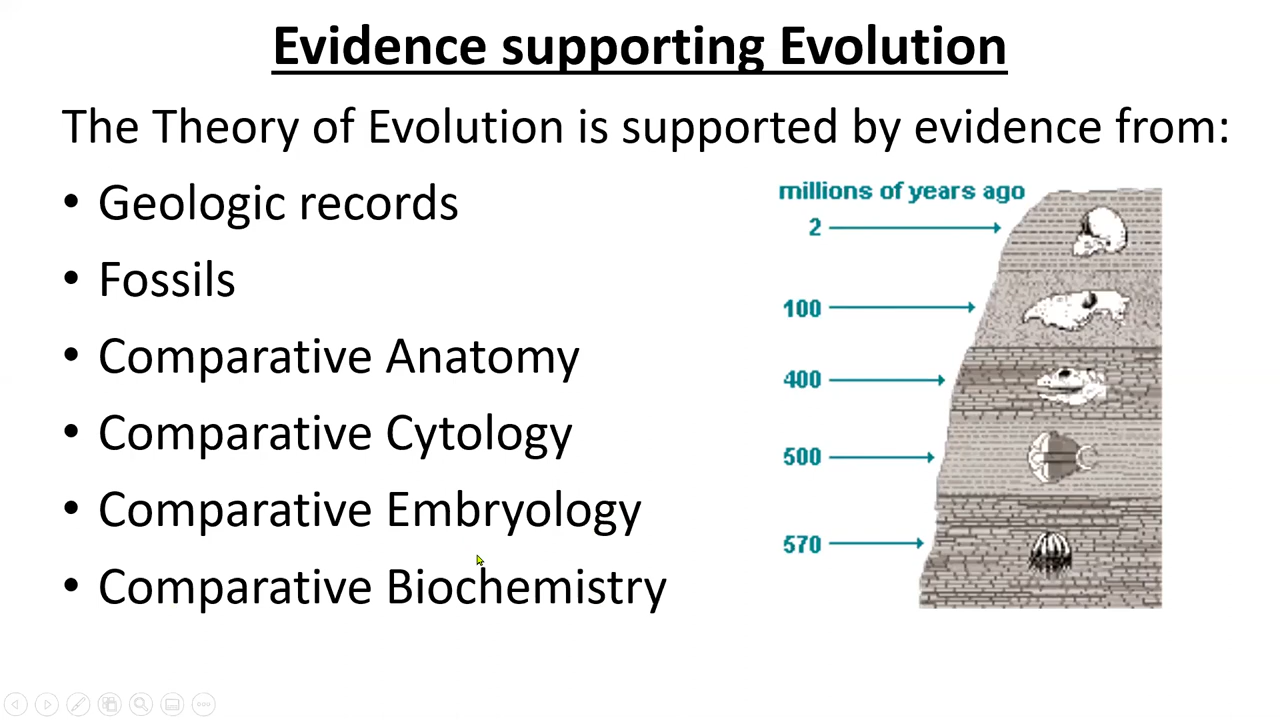 Evidence supporting Evolution
The Theory of Evolution is supported by evidence from:
• Geologic records
• Fossils
• Comparative Anatomy
• Comparative Cytology
• Comparative Embryology
• Comparative Biochemistry
millions of years ago
2
100
400
500
570